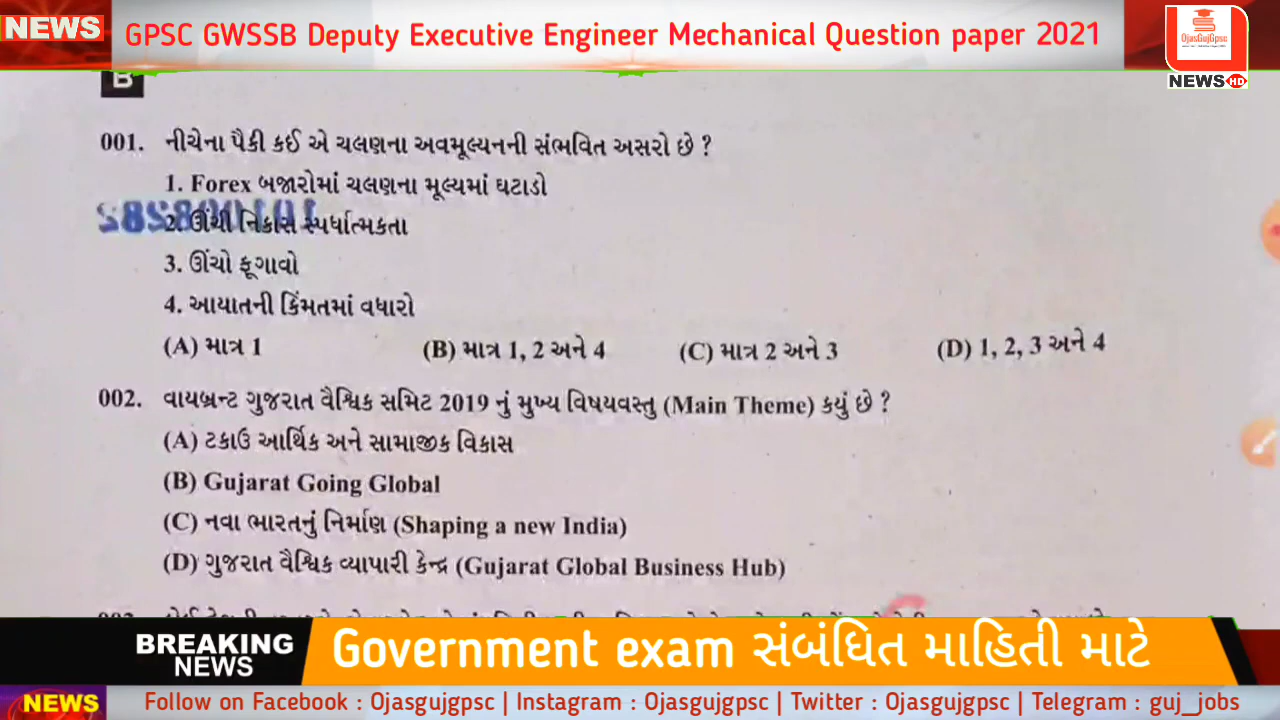 NEWS
GPSC GWSSB Deputy Executive Engineer Mechanical Question paper 2021
OjasGujGpsc
NEWS HD
B
001. નીચેના પૈકી કઈ એ ચલણના અવમૂલ્યનની સંભવિત અસરો છે ?
1. Forex બજારોમાં ચલણના મૂલ્યમાં ઘટાડો
2. ઊંચી નિકાસ સ્પર્ધાત્મકતા
3. ઊંચો ફૂગાવો
4. આયાતની કિંમતમાં વધારો
(A) માત્ર 1 (B) માત્ર 1, 2 અને 4 (C) માત્ર 2 અને 3 (D) 1, 2, 3 અને 4
002. વાયબ્રન્ટ ગુજરાત વૈશ્વિક સમિટ 2019 નું મુખ્ય વિષયવસ્તુ (Main Theme) કયું છે ?
(A) ટકાઉ આર્થિક અને સામાજીક વિકાસ
(B) Gujarat Going Global
(C) નવા ભારતનું નિર્માણ (Shaping a new India)
(D) ગુજરાત વૈશ્વિક વ્યાપારી કેન્દ્ર (Gujarat Global Business Hub)
BREAKING
NEWS
Government exam સંબંધિત માહિતી માટે
NEWS
Follow on Facebook : Ojasgujgpsc | Instagram : Ojasgujgpsc | Twitter : Ojasgujgpsc | Telegram : guj_jobs